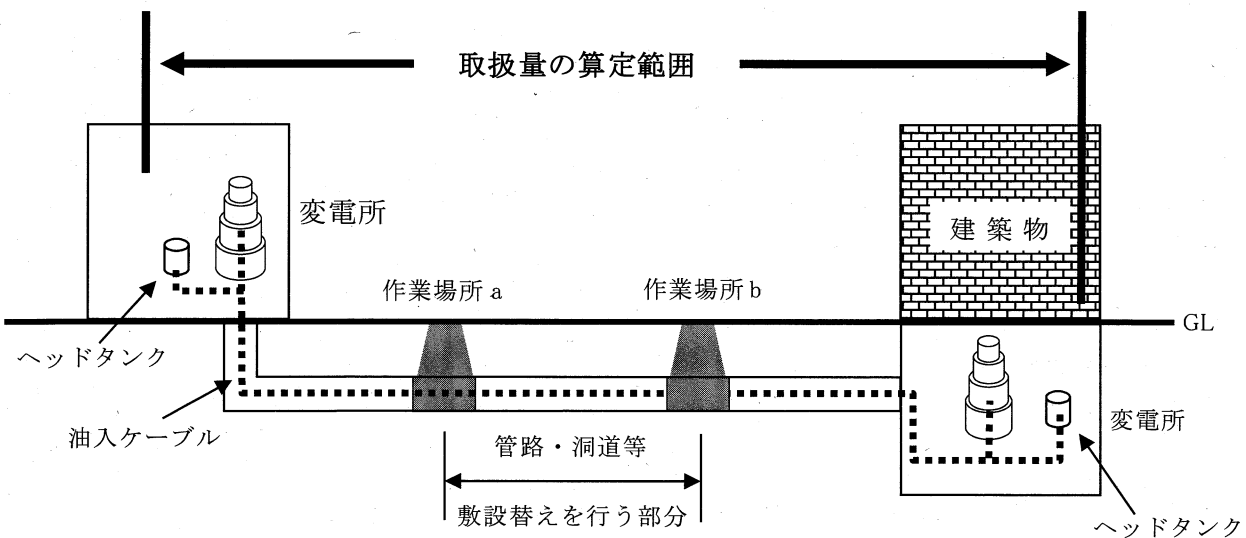 取扱量の算定範囲
変電所
建築物
作業場所a
作業場所b
GL
ヘッドタンク
油入ケーブル
管路・洞道等
変電所
敷設替えを行う部分
ヘッドタンク